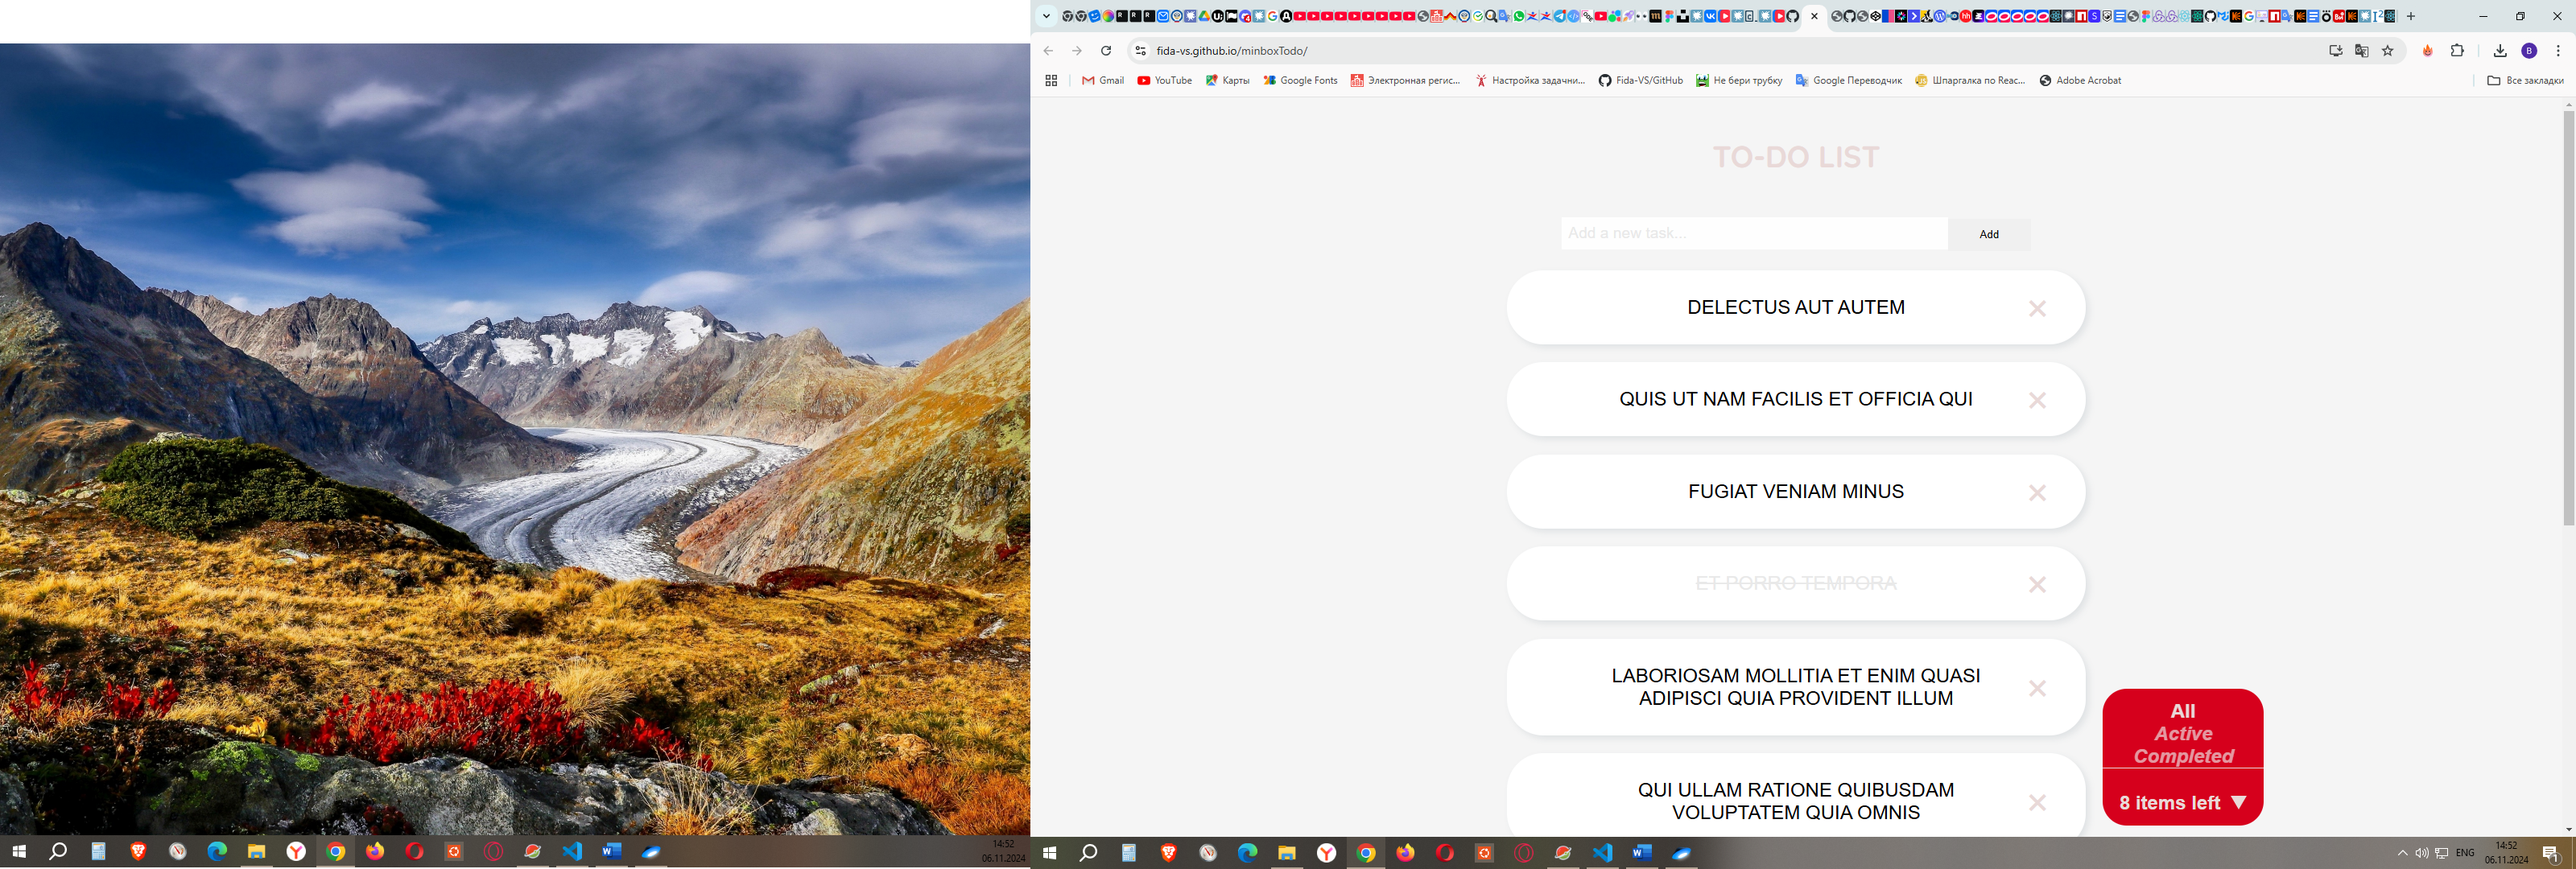 fida-vs.github.io/minboxTodo/
B
Gmail
YouTube
Карты
Google Fonts
Электронная регис...
Настройка задачни...
Fida-VS/GitHub
Не бери трубку
Google Переводчик
Шпаргалка по Reac...
Adobe Acrobat
Все закладки
TO-DO LIST
Add a new task...
Add
DELECTUS AUT AUTEM
QUIS UT NAM FACILIS ET OFFICIA QUI
FUGIAT VENIAM MINUS
ET PORRO TEMPORA
LABORIOSAM MOLLITIA ET ENIM QUASI
ADIPISCI QUIA PROVIDENT ILLUM
QUI ULLAM RATIONE QUIBUSDAM
VOLUPTATEM QUIA OMNIS
All
Active
Completed
8 items left ▼
14:52
06.11.2024
ENG
14:52
06.11.2024
1